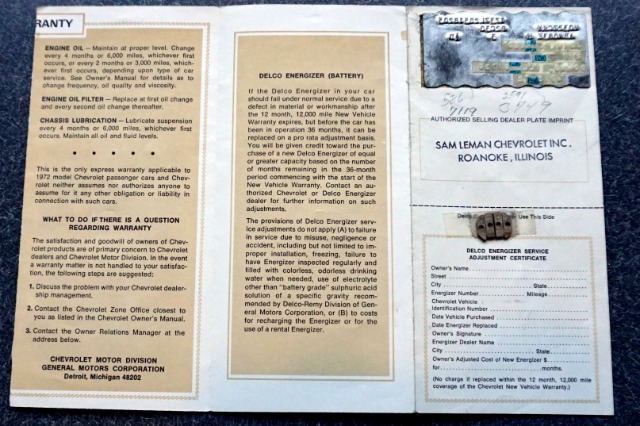 RANTY
ENGINE OIL – Maintain at proper level. Change
every 4 months or 6,000 miles, whichever first
occurs, or every 2 months or 3,000 miles, which-
ever first occurs, depending upon type of car
service. See Owner's Manual for details as to
change frequency, oil quality and viscosity.
ENGINE OIL FILTER – Replace at first oil change
and every second oil change thereafter.
CHASSIS LUBRICATION – Lubricate suspension
every 4 months or 6,000 miles, whichever first
occurs. Maintain all oil and fluid levels.
• • • • •
This is the only express warranty applicable to
1972 model Chevrolet passenger cars and Chev-
rolet neither assumes nor authorizes anyone to
assume for it any other obligation or liability in
connection with such cars.
WHAT TO DO IF THERE IS A QUESTION
REGARDING WARRANTY
The satisfaction and goodwill of owners of Chev-
rolet products are of primary concern to Chevrolet
dealers and Chevrolet Motor Division. In the event
a warranty matter is not handled to your satisfac-
tion, the following steps are suggested:
1. Discuss the problem with your Chevrolet dealer-
ship management.
2. Contact the Chevrolet Zone Office closest to
you as listed in the Chevrolet Owner's Manual.
3. Contact the Owner Relations Manager at the
address below.
CHEVROLET MOTOR DIVISION
GENERAL MOTORS CORPORATION
Detroit, Michigan 48202
DELCO ENERGIZER (BATTERY)
If the Delco Energizer in your car
should fail under normal service due to a
defect in material or workmanship after
the 12 month, 12,000 mile New Vehicle
Warranty expires, but before the car has
been in operation 36 months, it can be
replaced on a pro rata adjustment basis.
You will be given credit toward the pur-
chase of a new Delco Energizer of equal
or greater capacity based on the number
of months remaining in the 36-month
period commencing with the start of the
New Vehicle Warranty. Contact an au-
thorized Chevrolet or Delco Energizer
dealer for further information on such
adjustments.
The provisions of Delco Energizer serv-
ice adjustments do not apply (A) to failure
in service due to misuse, negligence or
accident, including but not limited to im-
proper installation, freezing, failure to
have Energizer inspected regularly and
filled with colorless, odorless drinking
water when needed, use of electrolyte
other than "battery grade" sulphuric acid
solution of a specific gravity recom-
mended by Delco-Remy Division of Gen-
eral Motors Corporation, or (B) to costs
for recharging the Energizer or for the
use of a rental Energizer.
AUTHORIZED SELLING DEALER PLATE IMPRINT
SAM LEMAN CHEVROLET INC.
ROANOKE, ILLINOIS
Use This Side
DELCO ENERGIZER SERVICE
ADJUSTMENT CERTIFICATE
Owner's Name
Street
City State
Energizer Number Mileage
Chevrolet Vehicle
Identification Number
Date Vehicle Purchased
Date Energizer Replaced
Owner's Signature
Energizer Dealer Name
City State
Owner's Adjusted Cost of New Energizer $
for months.
(No charge if replaced within the 12 month, 12,000 mile
coverage of the Chevrolet New Vehicle Warranty.)